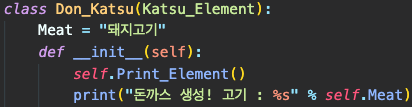 class Don_Katsu(Katsu_Element):
    Meat = "돼지고기"
    def __init__(self):
        self.Print_Element()
        print("돈까스 생성! 고기 : %s" % self.Meat)